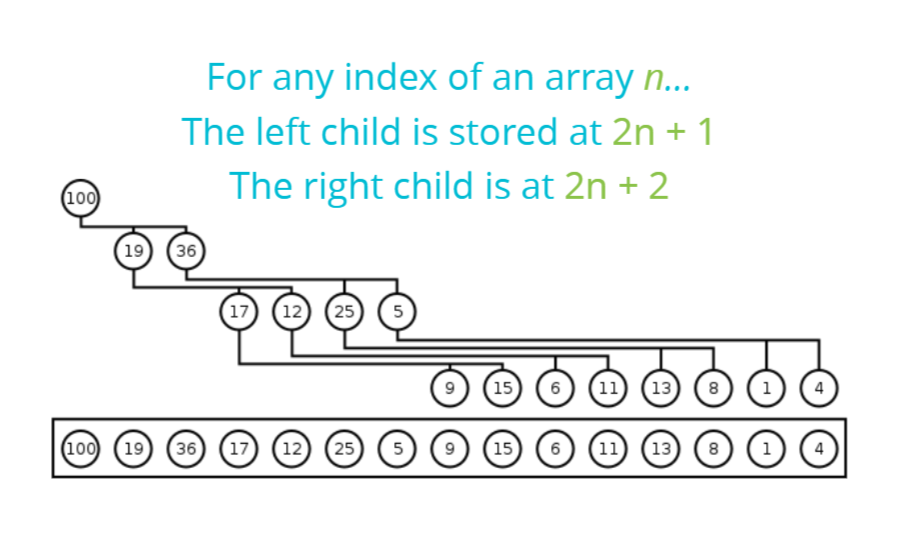 For any index of an array n...
The left child is stored at 2n + 1
The right child is at 2n + 2
100
19 36
17 12 25 5
9 15 6 11 13 8 1 4
100 19 36 17 12 25 5 9 15 6 11 13 8 1 4